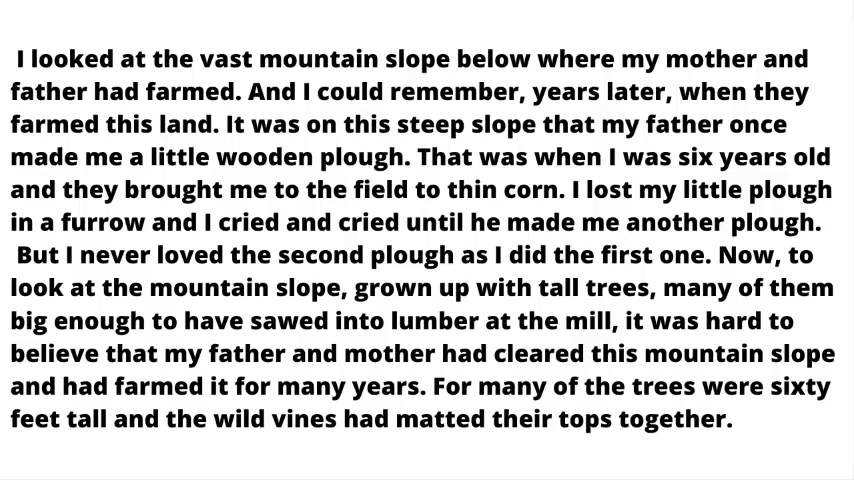 I looked at the vast mountain slope below where my mother and
father had farmed. And I could remember, years later, when they
farmed this land. It was on this steep slope that my father once
made me a little wooden plough. That was when I was six years old
and they brought me to the field to thin corn. I lost my little plough
in a furrow and I cried and cried until he made me another plough.
But I never loved the second plough as I did the first one. Now, to
look at the mountain slope, grown up with tall trees, many of them
big enough to have sawed into lumber at the mill, it was hard to
believe that my father and mother had cleared this mountain slope
and had farmed it for many years. For many of the trees were sixty
feet tall and the wild vines had matted their tops together.